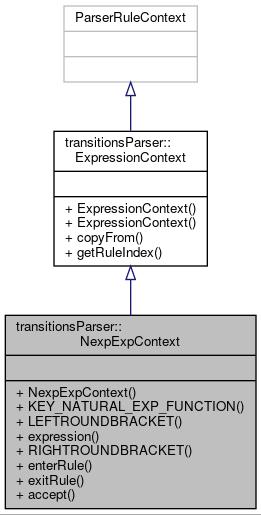 ParserRuleContext
transitionsParser::
ExpressionContext
+ ExpressionContext()
+ ExpressionContext()
+ copyFrom()
+ getRuleIndex()
transitionsParser::
NexpExpContext
+ NexpExpContext()
+ KEY_NATURAL_EXP_FUNCTION()
+ LEFTROUNDBRACKET()
+ expression()
+ RIGHTROUNDBRACKET()
+ enterRule()
+ exitRule()
+ accept()